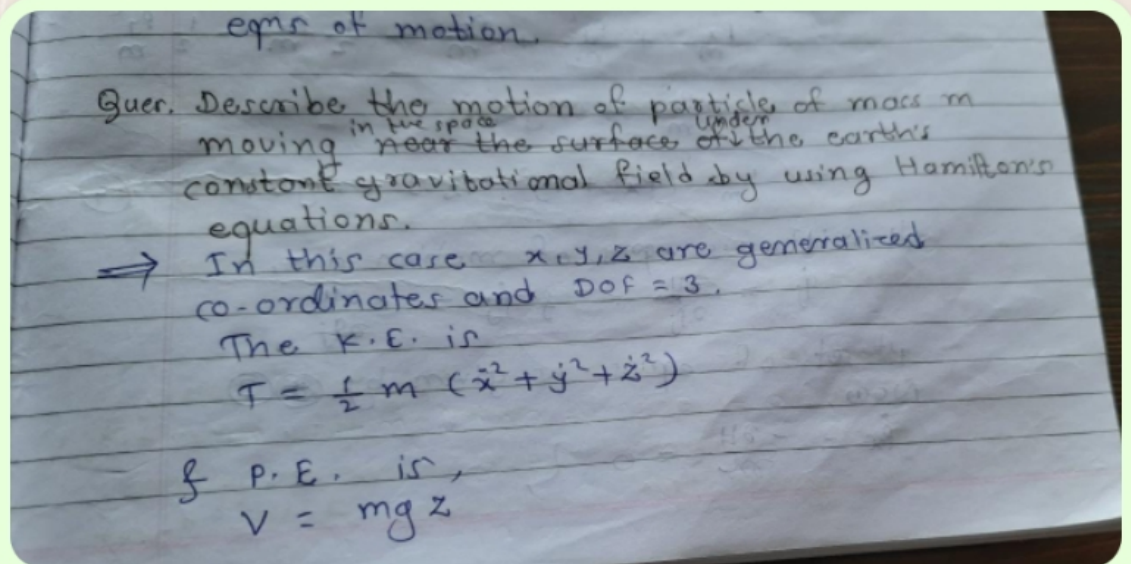 eqns of motion.
Ques. Describe the motion of particle of mass m
in the space under
moving near the surface of the earth's
constant gravitational field by using Hamilton's
equations.
⇒ In this case x, y, z are generalized
co-ordinates and DOF = 3.
The K.E. is
T = 1/2 m (ẋ² + ẏ² + ż²)
& P.E. is,
V = mgz